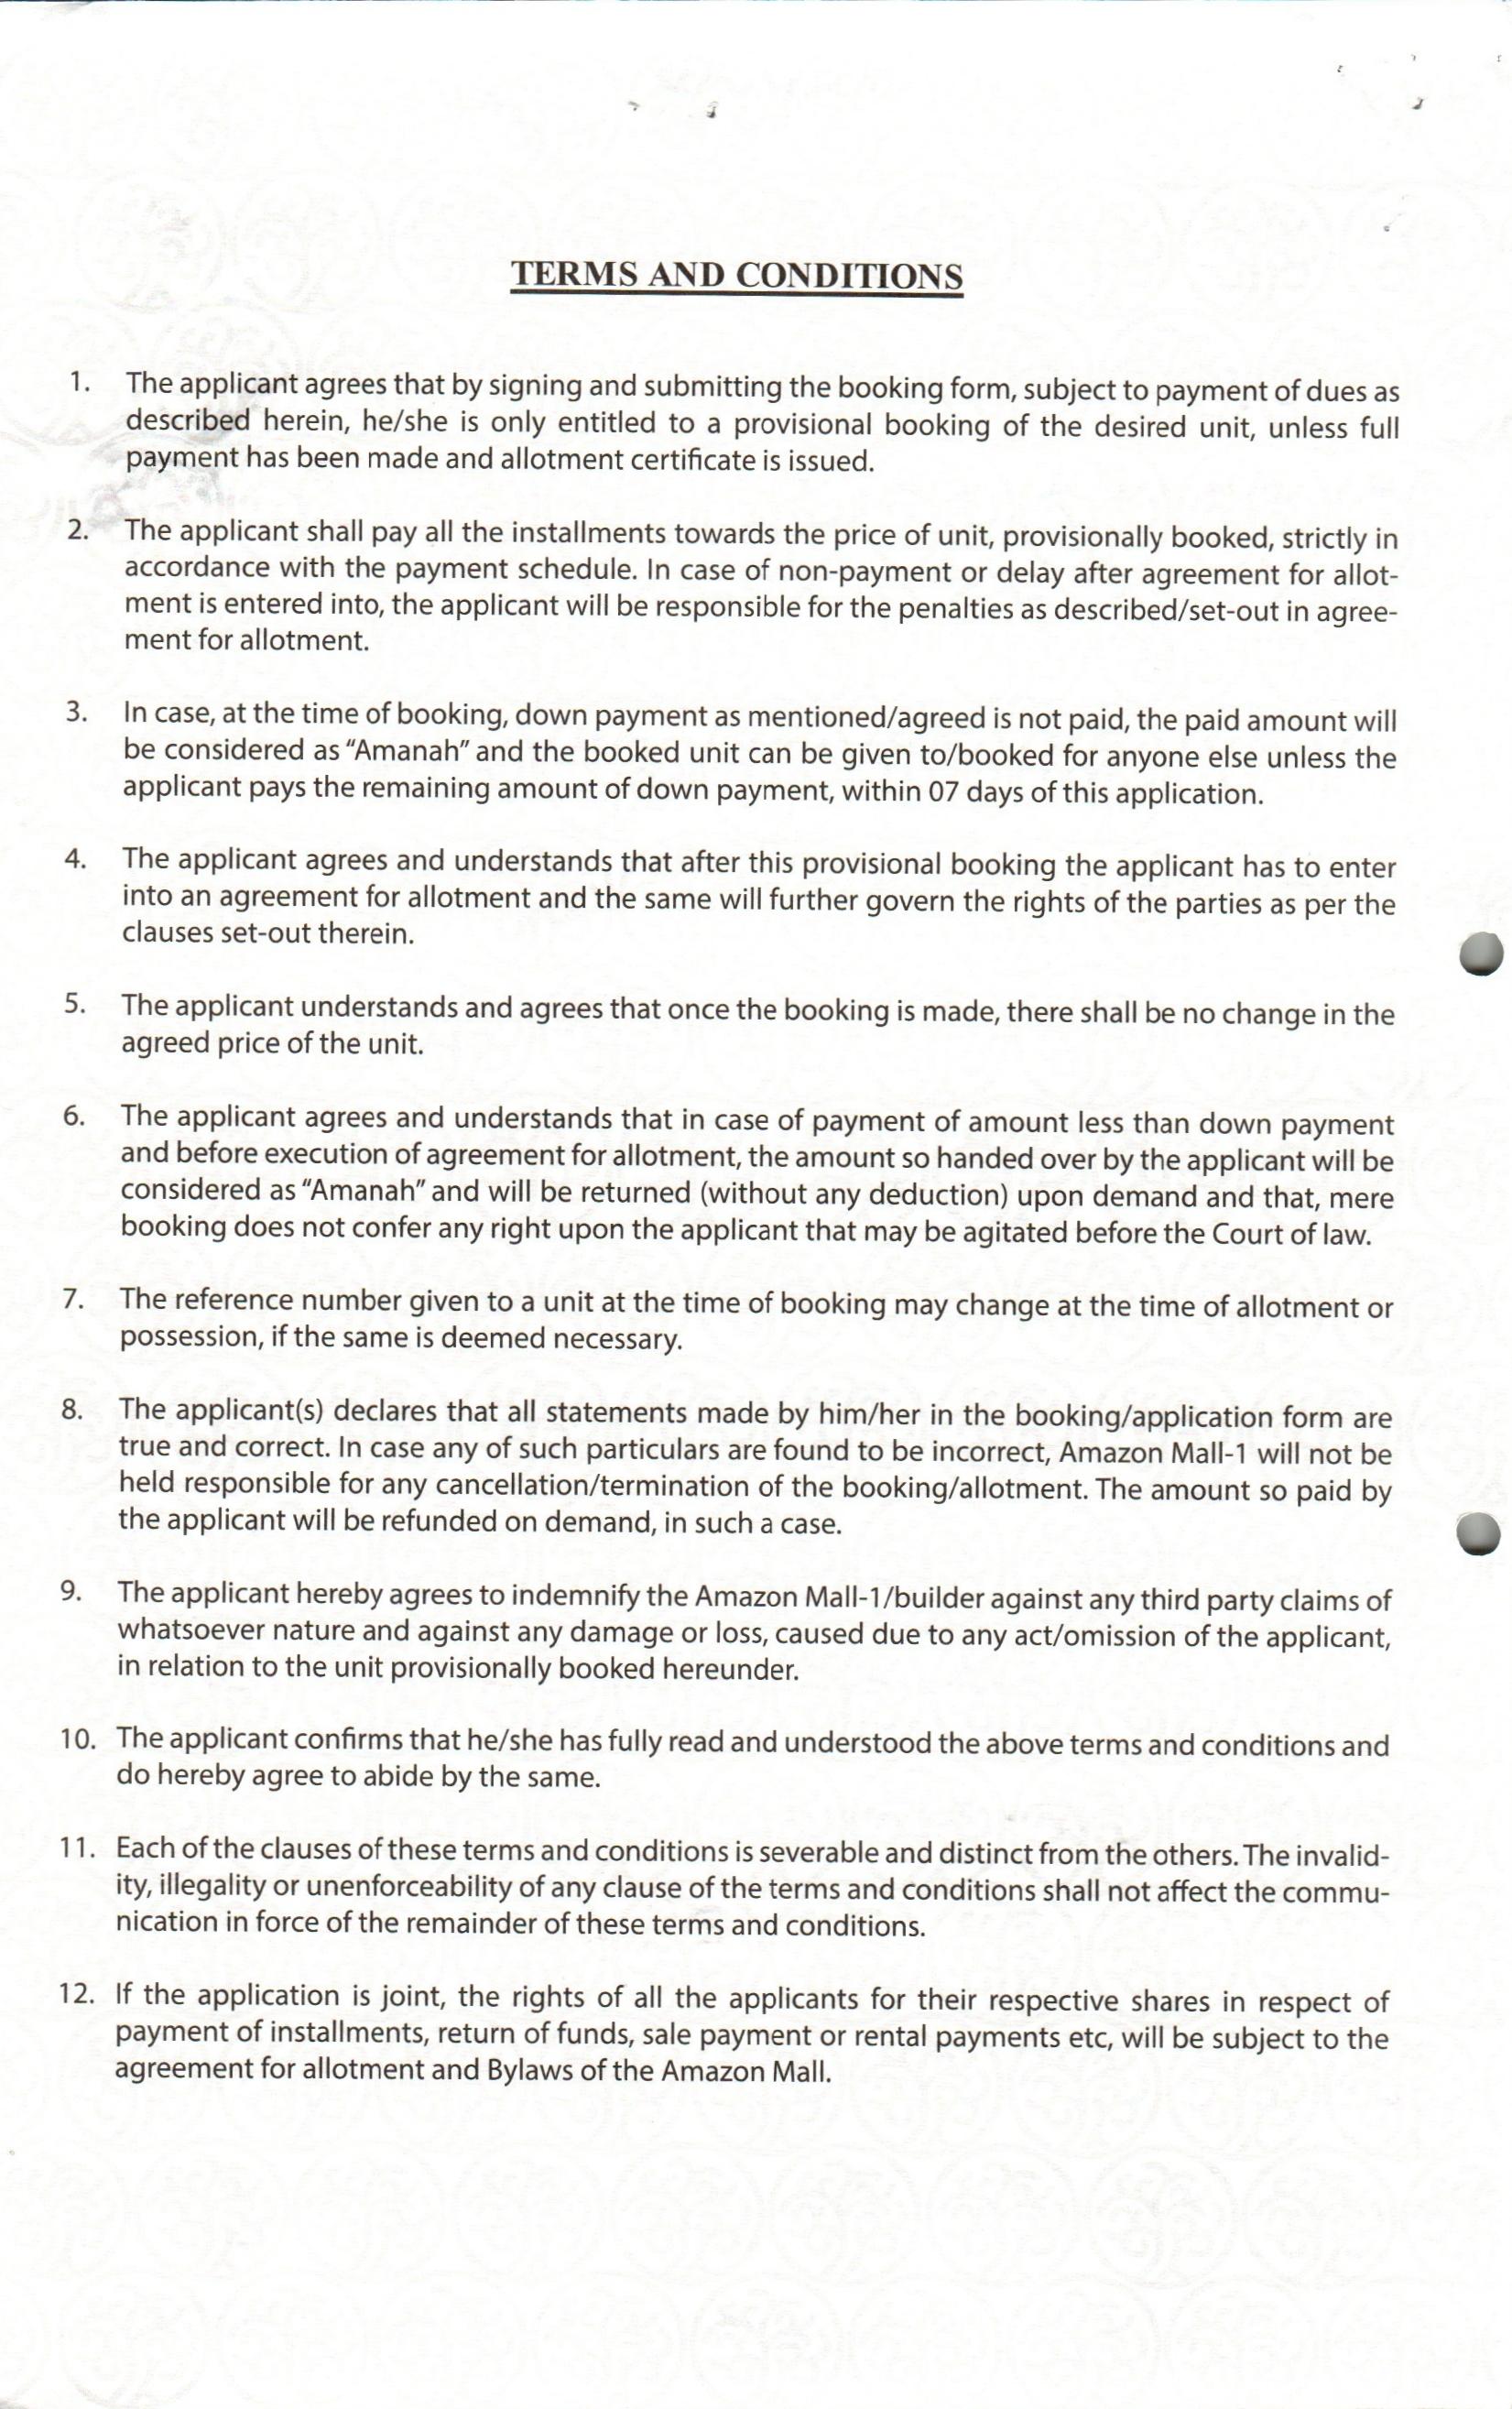 TERMS AND CONDITIONS
1. The applicant agrees that by signing and submitting the booking form, subject to payment of dues as
described herein, he/she is only entitled to a provisional booking of the desired unit, unless full
payment has been made and allotment certificate is issued.
2. The applicant shall pay all the installments towards the price of unit, provisionally booked, strictly in
accordance with the payment schedule. In case of non-payment or delay after agreement for allot-
ment is entered into, the applicant will be responsible for the penalties as described/set-out in agree-
ment for allotment.
3. In case, at the time of booking, down payment as mentioned/agreed is not paid, the paid amount will
be considered as “Amanah” and the booked unit can be given to/booked for anyone else unless the
applicant pays the remaining amount of down payment, within 07 days of this application.
4. The applicant agrees and understands that after this provisional booking the applicant has to enter
into an agreement for allotment and the same will further govern the rights of the parties as per the
clauses set-out therein.
5. The applicant understands and agrees that once the booking is made, there shall be no change in the
agreed price of the unit.
6. The applicant agrees and understands that in case of payment of amount less than down payment
and before execution of agreement for allotment, the amount so handed over by the applicant will be
considered as “Amanah” and will be returned (without any deduction) upon demand and that, mere
booking does not confer any right upon the applicant that may be agitated before the Court of law.
7. The reference number given to a unit at the time of booking may change at the time of allotment or
possession, if the same is deemed necessary.
8. The applicant(s) declares that all statements made by him/her in the booking/application form are
true and correct. In case any of such particulars are found to be incorrect, Amazon Mall-1 will not be
held responsible for any cancellation/termination of the booking/allotment. The amount so paid by
the applicant will be refunded on demand, in such a case.
9. The applicant hereby agrees to indemnify the Amazon Mall-1/builder against any third party claims of
whatsoever nature and against any damage or loss, caused due to any act/omission of the applicant,
in relation to the unit provisionally booked hereunder.
10. The applicant confirms that he/she has fully read and understood the above terms and conditions and
do hereby agree to abide by the same.
11. Each of the clauses of these terms and conditions is severable and distinct from the others. The invalid-
ity, illegality or unenforceability of any clause of the terms and conditions shall not affect the commu-
nication in force of the remainder of these terms and conditions.
12. If the application is joint, the rights of all the applicants for their respective shares in respect of
payment of installments, return of funds, sale payment or rental payments etc, will be subject to the
agreement for allotment and Bylaws of the Amazon Mall.